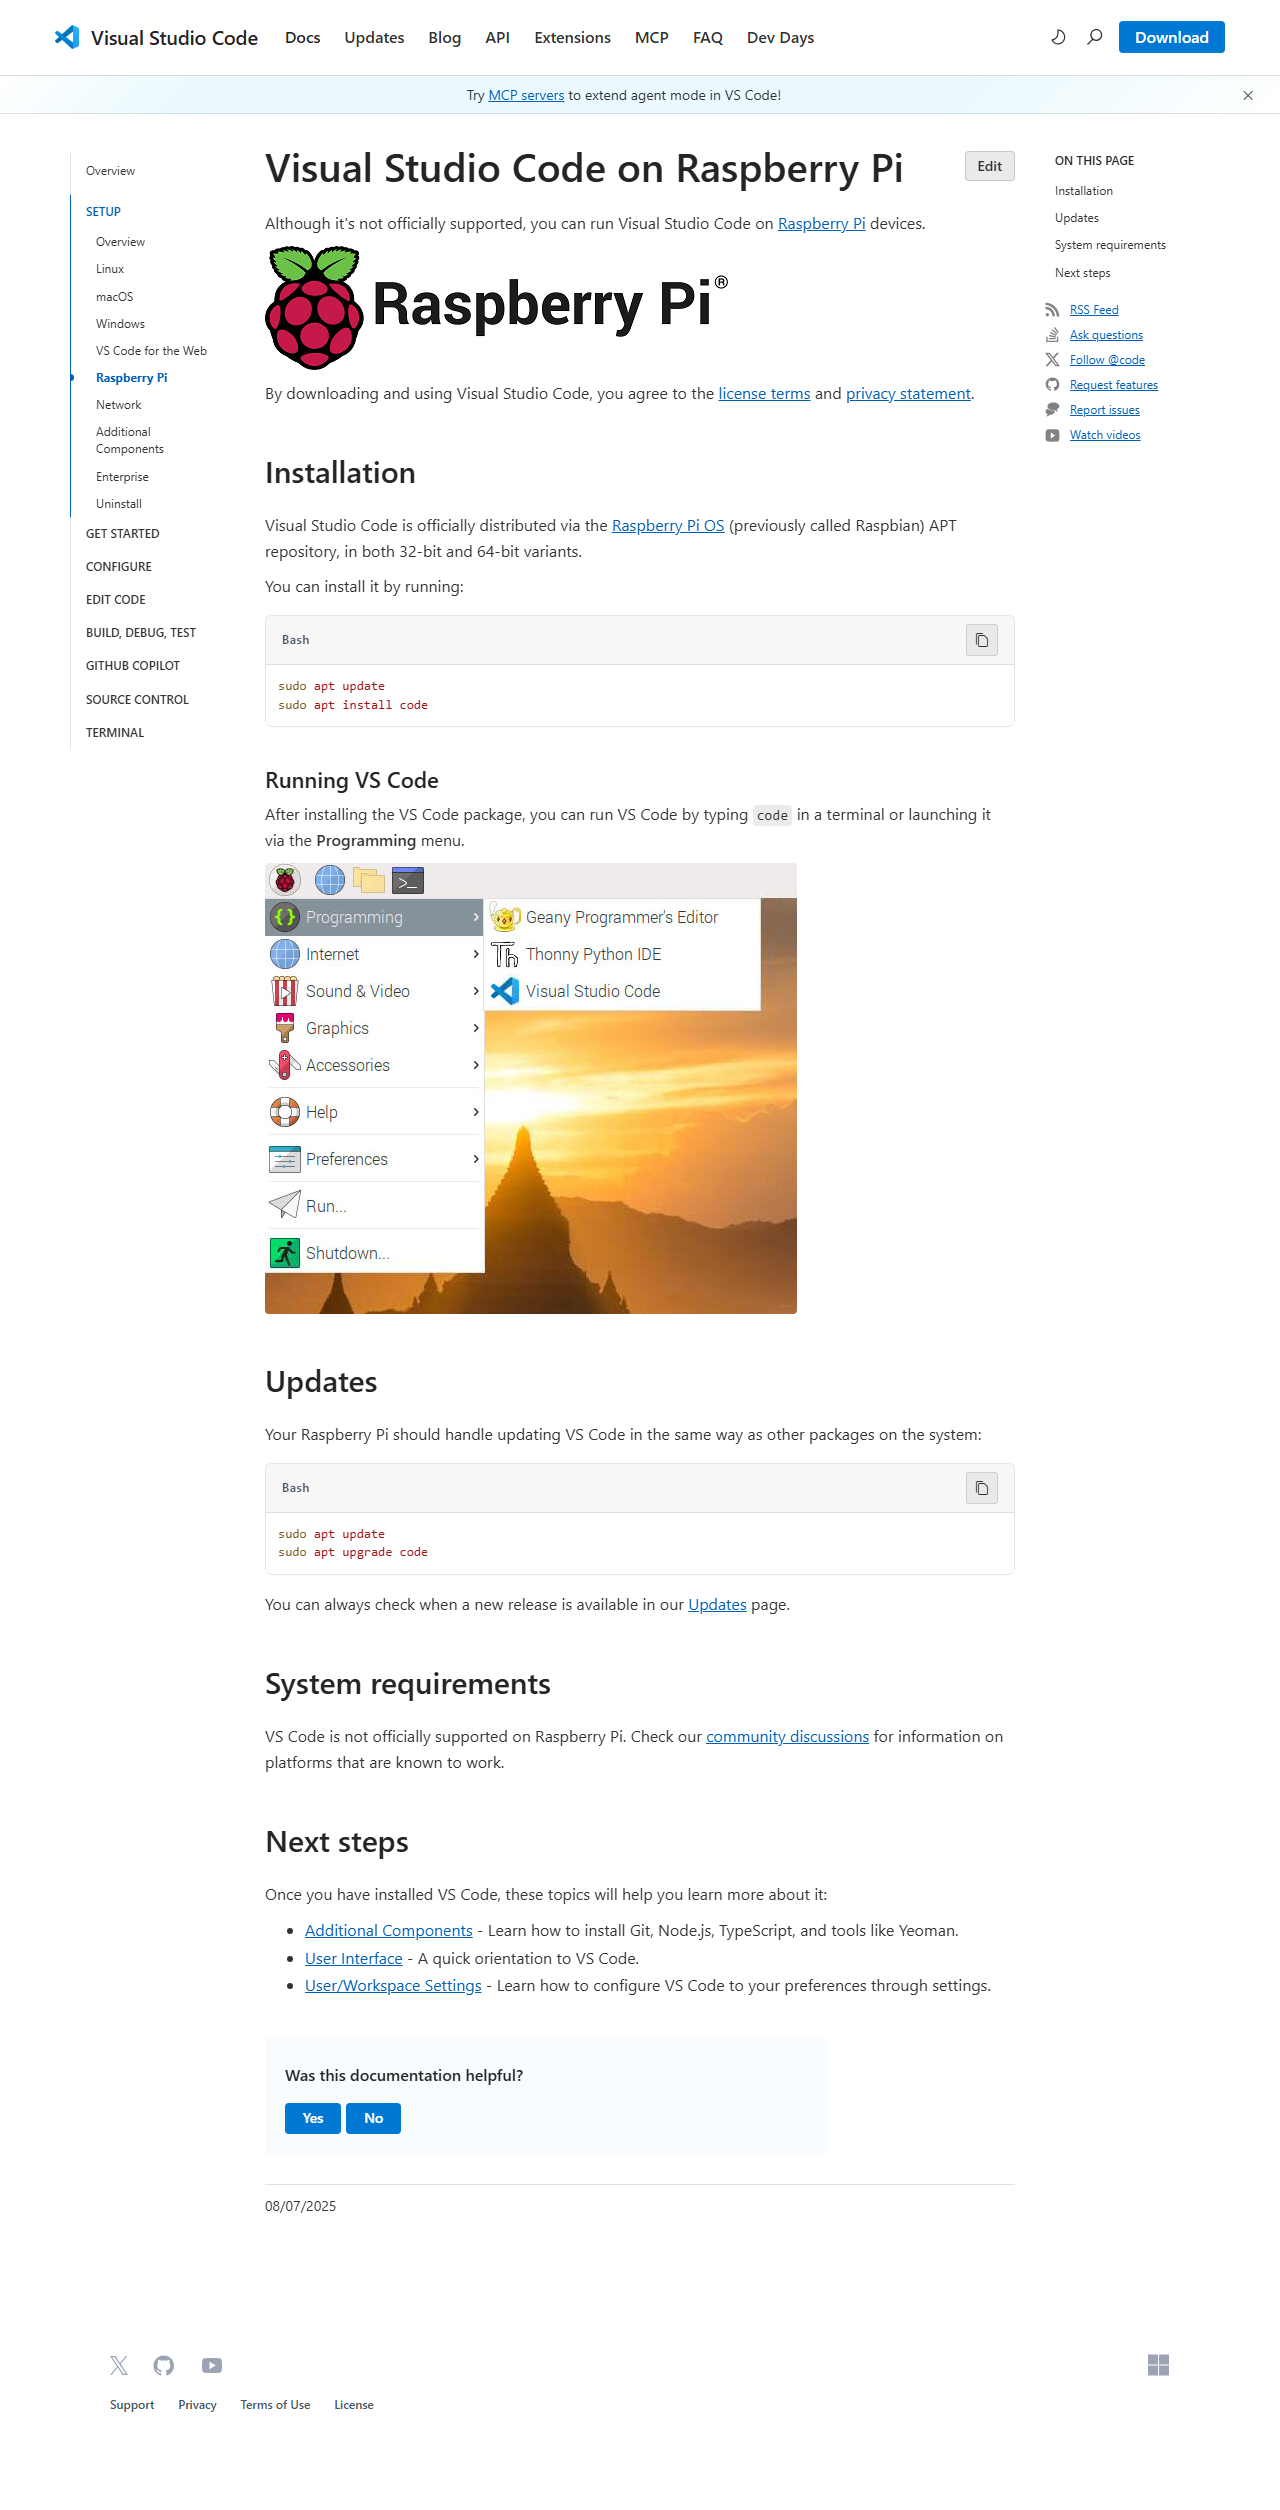 Visual Studio Code Docs Updates Blog API Extensions MCP FAQ Dev Days Download
Try MCP servers to extend agent mode in VS Code!
Overview
SETUP
Overview
Linux
macOS
Windows
VS Code for the Web
Raspberry Pi
Network
Additional
Components
Enterprise
Uninstall
GET STARTED
CONFIGURE
EDIT CODE
BUILD, DEBUG, TEST
GITHUB COPILOT
SOURCE CONTROL
TERMINAL
Visual Studio Code on Raspberry Pi
Edit
Although it's not officially supported, you can run Visual Studio Code on Raspberry Pi devices.
Raspberry Pi®
By downloading and using Visual Studio Code, you agree to the license terms and privacy statement.
Installation
Visual Studio Code is officially distributed via the Raspberry Pi OS (previously called Raspbian) APT
repository, in both 32-bit and 64-bit variants.
You can install it by running:
Bash
sudo apt update
sudo apt install code
Running VS Code
After installing the VS Code package, you can run VS Code by typing code in a terminal or launching it
via the Programming menu.
Programming
Internet
Sound & Video
Graphics
Accessories
Help
Preferences
Run...
Shutdown...
Geany Programmer's Editor
Thonny Python IDE
Visual Studio Code
Updates
Your Raspberry Pi should handle updating VS Code in the same way as other packages on the system:
Bash
sudo apt update
sudo apt upgrade code
You can always check when a new release is available in our Updates page.
System requirements
VS Code is not officially supported on Raspberry Pi. Check our community discussions for information on
platforms that are known to work.
Next steps
Once you have installed VS Code, these topics will help you learn more about it:
• Additional Components - Learn how to install Git, Node.js, TypeScript, and tools like Yeoman.
• User Interface - A quick orientation to VS Code.
• User/Workspace Settings - Learn how to configure VS Code to your preferences through settings.
Was this documentation helpful?
Yes No
08/07/2025
ON THIS PAGE
Installation
Updates
System requirements
Next steps
RSS Feed
Ask questions
Follow @code
Request features
Report issues
Watch videos
Support Privacy Terms of Use License